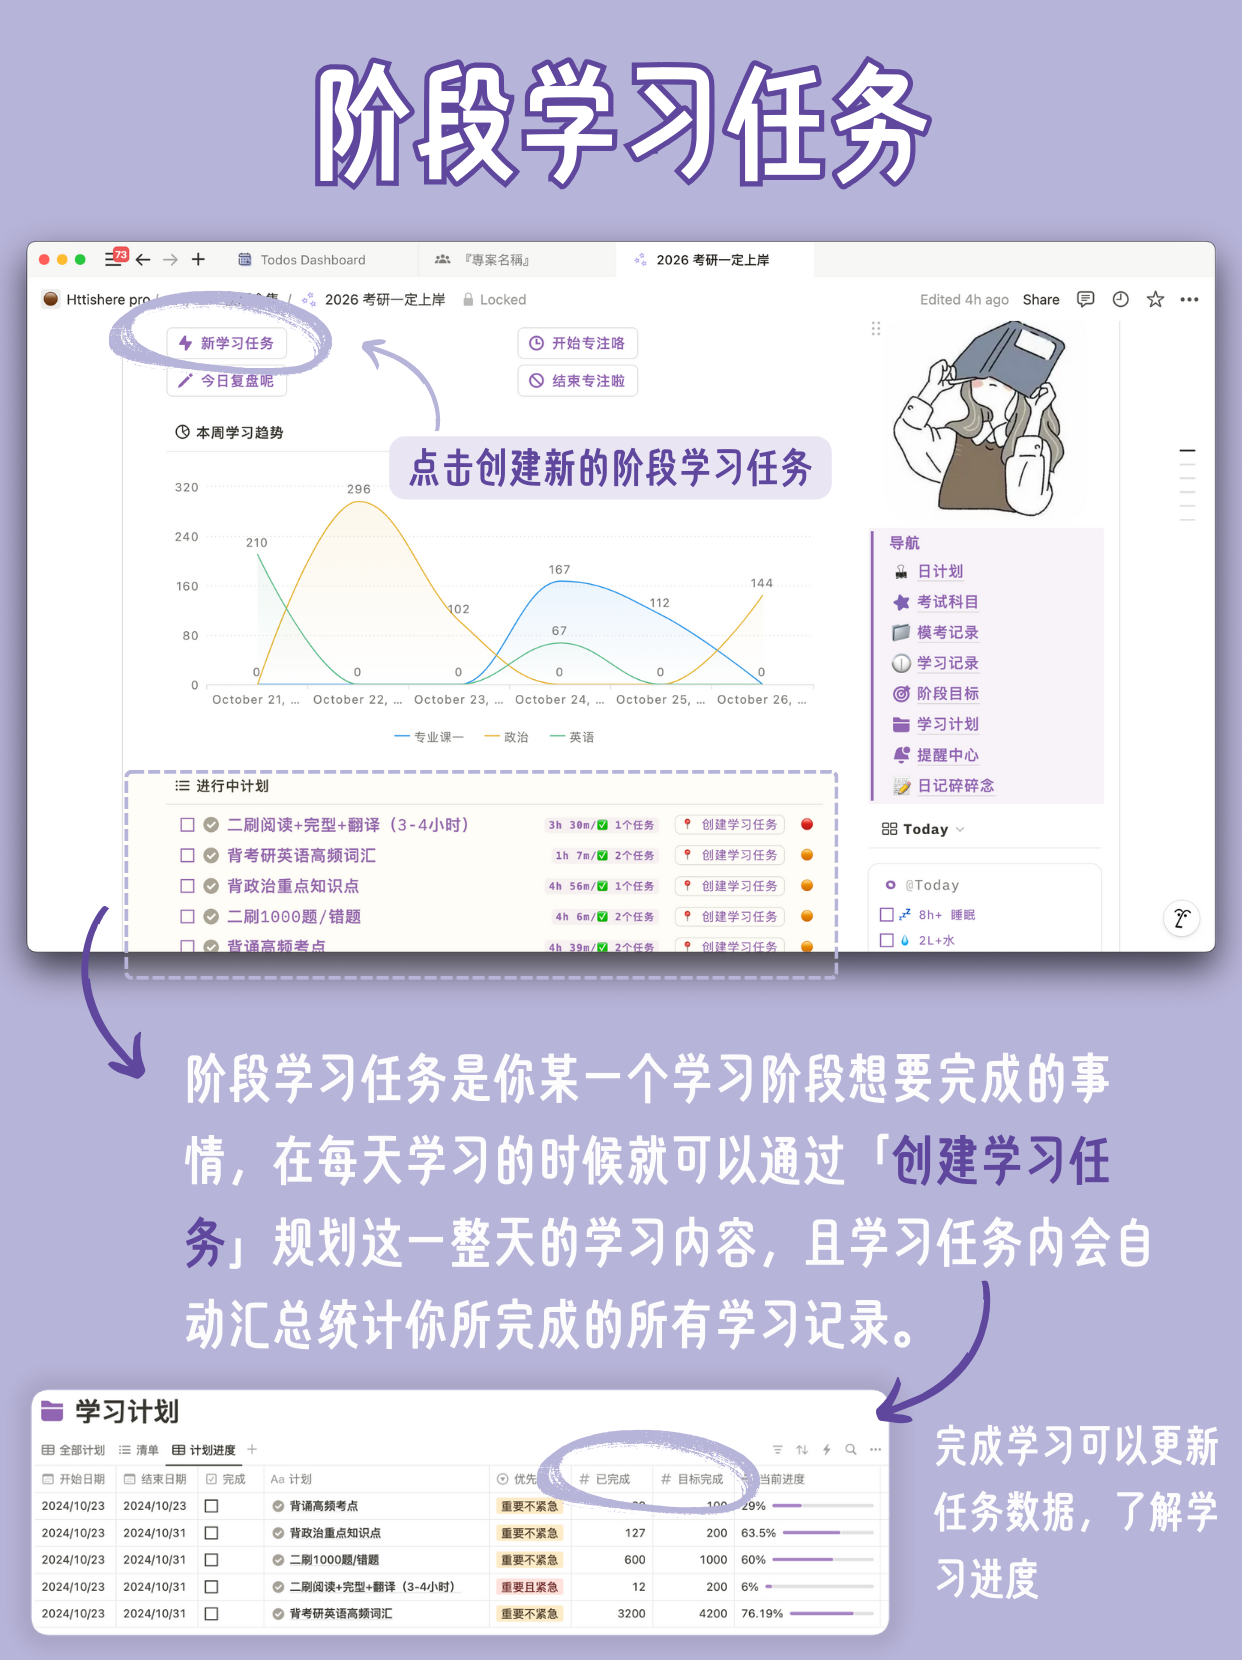 阶段学习任务
73
Todos Dashboard
『專案名稱』
2026 考研一定上岸
Httishere pro
/
2026 考研一定上岸
Locked
Edited 4h ago
Share
新学习任务
开始专注咯
今日复盘呢
结束专注啦
本周学习趋势
点击创建新的阶段学习任务
320
240
160
80
0
210
296
102
167
67
112
144
0
0
0
0
0
0
October 21, ...
October 22, ...
October 23, ...
October 24, ...
October 25, ...
October 26, ...
专业课一
政治
英语
进行中计划
二刷阅读+完型+翻译（3-4小时） 3h 30m/✅ 1个任务 📍 创建学习任务
背考研英语高频词汇 1h 7m/✅ 2个任务 📍 创建学习任务
背政治重点知识点 4h 56m/✅ 1个任务 📍 创建学习任务
二刷1000题/错题 4h 6m/✅ 2个任务 📍 创建学习任务
背诵高频考点 4h 39m/✅ 2个任务 📍 创建学习任务
导航
日计划
考试科目
模考记录
学习记录
阶段目标
学习计划
提醒中心
日记碎碎念
Today
@Today
💤 8h+ 睡眠
💧 2L+水
阶段学习任务是你某一个学习阶段想要完成的事
情，在每天学习的时候就可以通过「创建学习任
务」规划这一整天的学习内容，且学习任务内会自
动汇总统计你所完成的所有学习记录。
学习计划
全部计划 清单 计划进度
开始日期 结束日期 完成 Aa 计划 优先 # 已完成 # 目标完成 当前进度
2024/10/23 2024/10/23 背诵高频考点 重要不紧急 100 29%
2024/10/23 2024/10/31 背政治重点知识点 重要不紧急 127 200 63.5%
2024/10/23 2024/10/31 二刷1000题/错题 重要不紧急 600 1000 60%
2024/10/23 2024/10/31 二刷阅读+完型+翻译（3-4小时） 重要且紧急 12 200 6%
2024/10/23 2024/10/31 背考研英语高频词汇 重要不紧急 3200 4200 76.19%
完成学习可以更新
任务数据，了解学
习进度